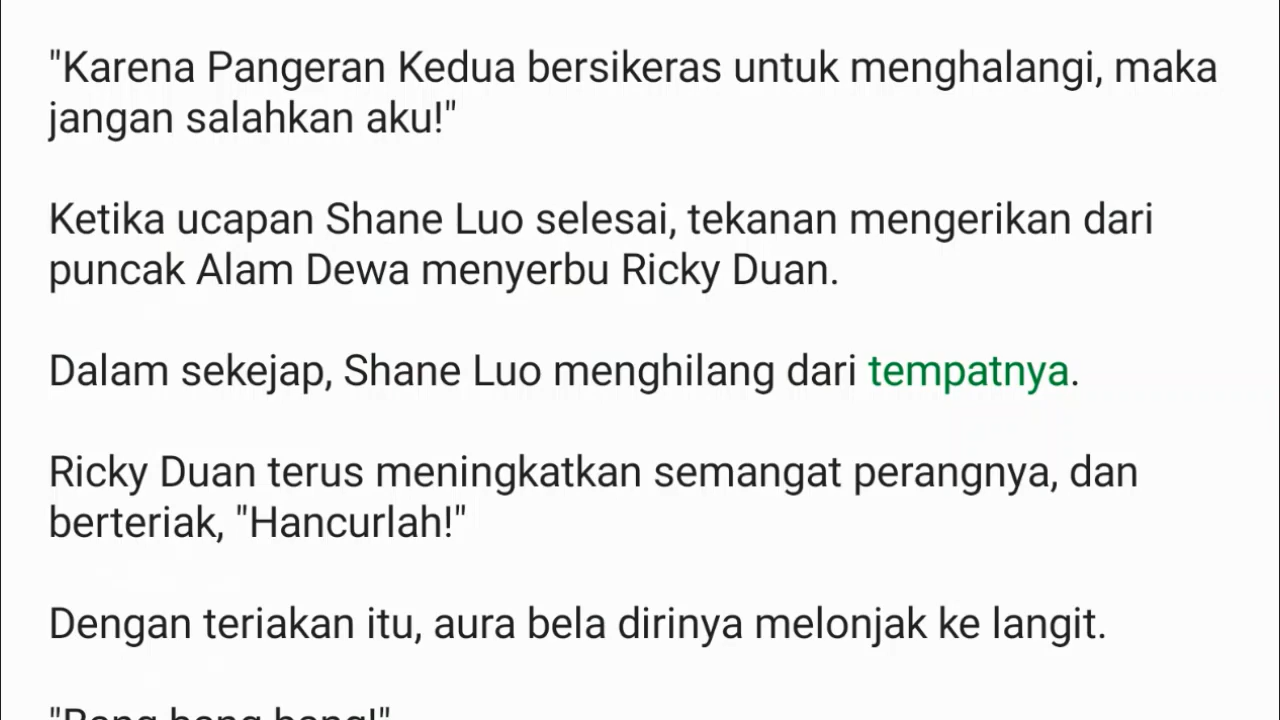 "Karena Pangeran Kedua bersikeras untuk menghalangi, maka
jangan salahkan aku!"
Ketika ucapan Shane Luo selesai, tekanan mengerikan dari
puncak Alam Dewa menyerbu Ricky Duan.
Dalam sekejap, Shane Luo menghilang dari tempatnya.
Ricky Duan terus meningkatkan semangat perangnya, dan
berteriak, "Hancurlah!"
Dengan teriakan itu, aura bela dirinya melonjak ke langit.